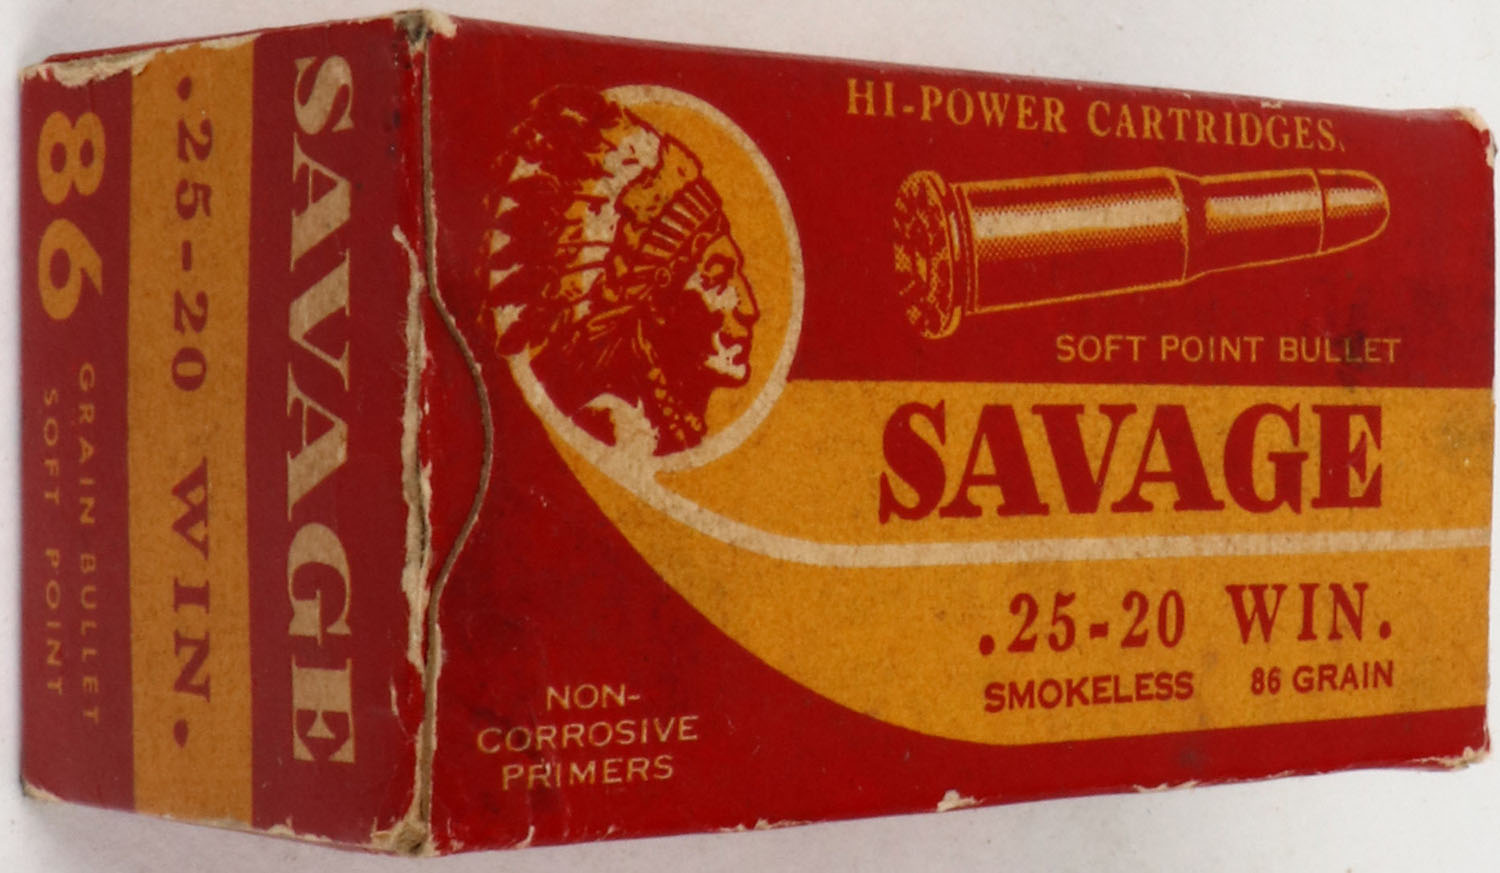 SAVAGE
.25-20 WIN.
86 GRAIN BULLET
SOFT POINT
HI-POWER CARTRIDGES.
SOFT POINT BULLET
SAVAGE
.25-20 WIN.
SMOKELESS 86 GRAIN
NON-
CORROSIVE
PRIMERS